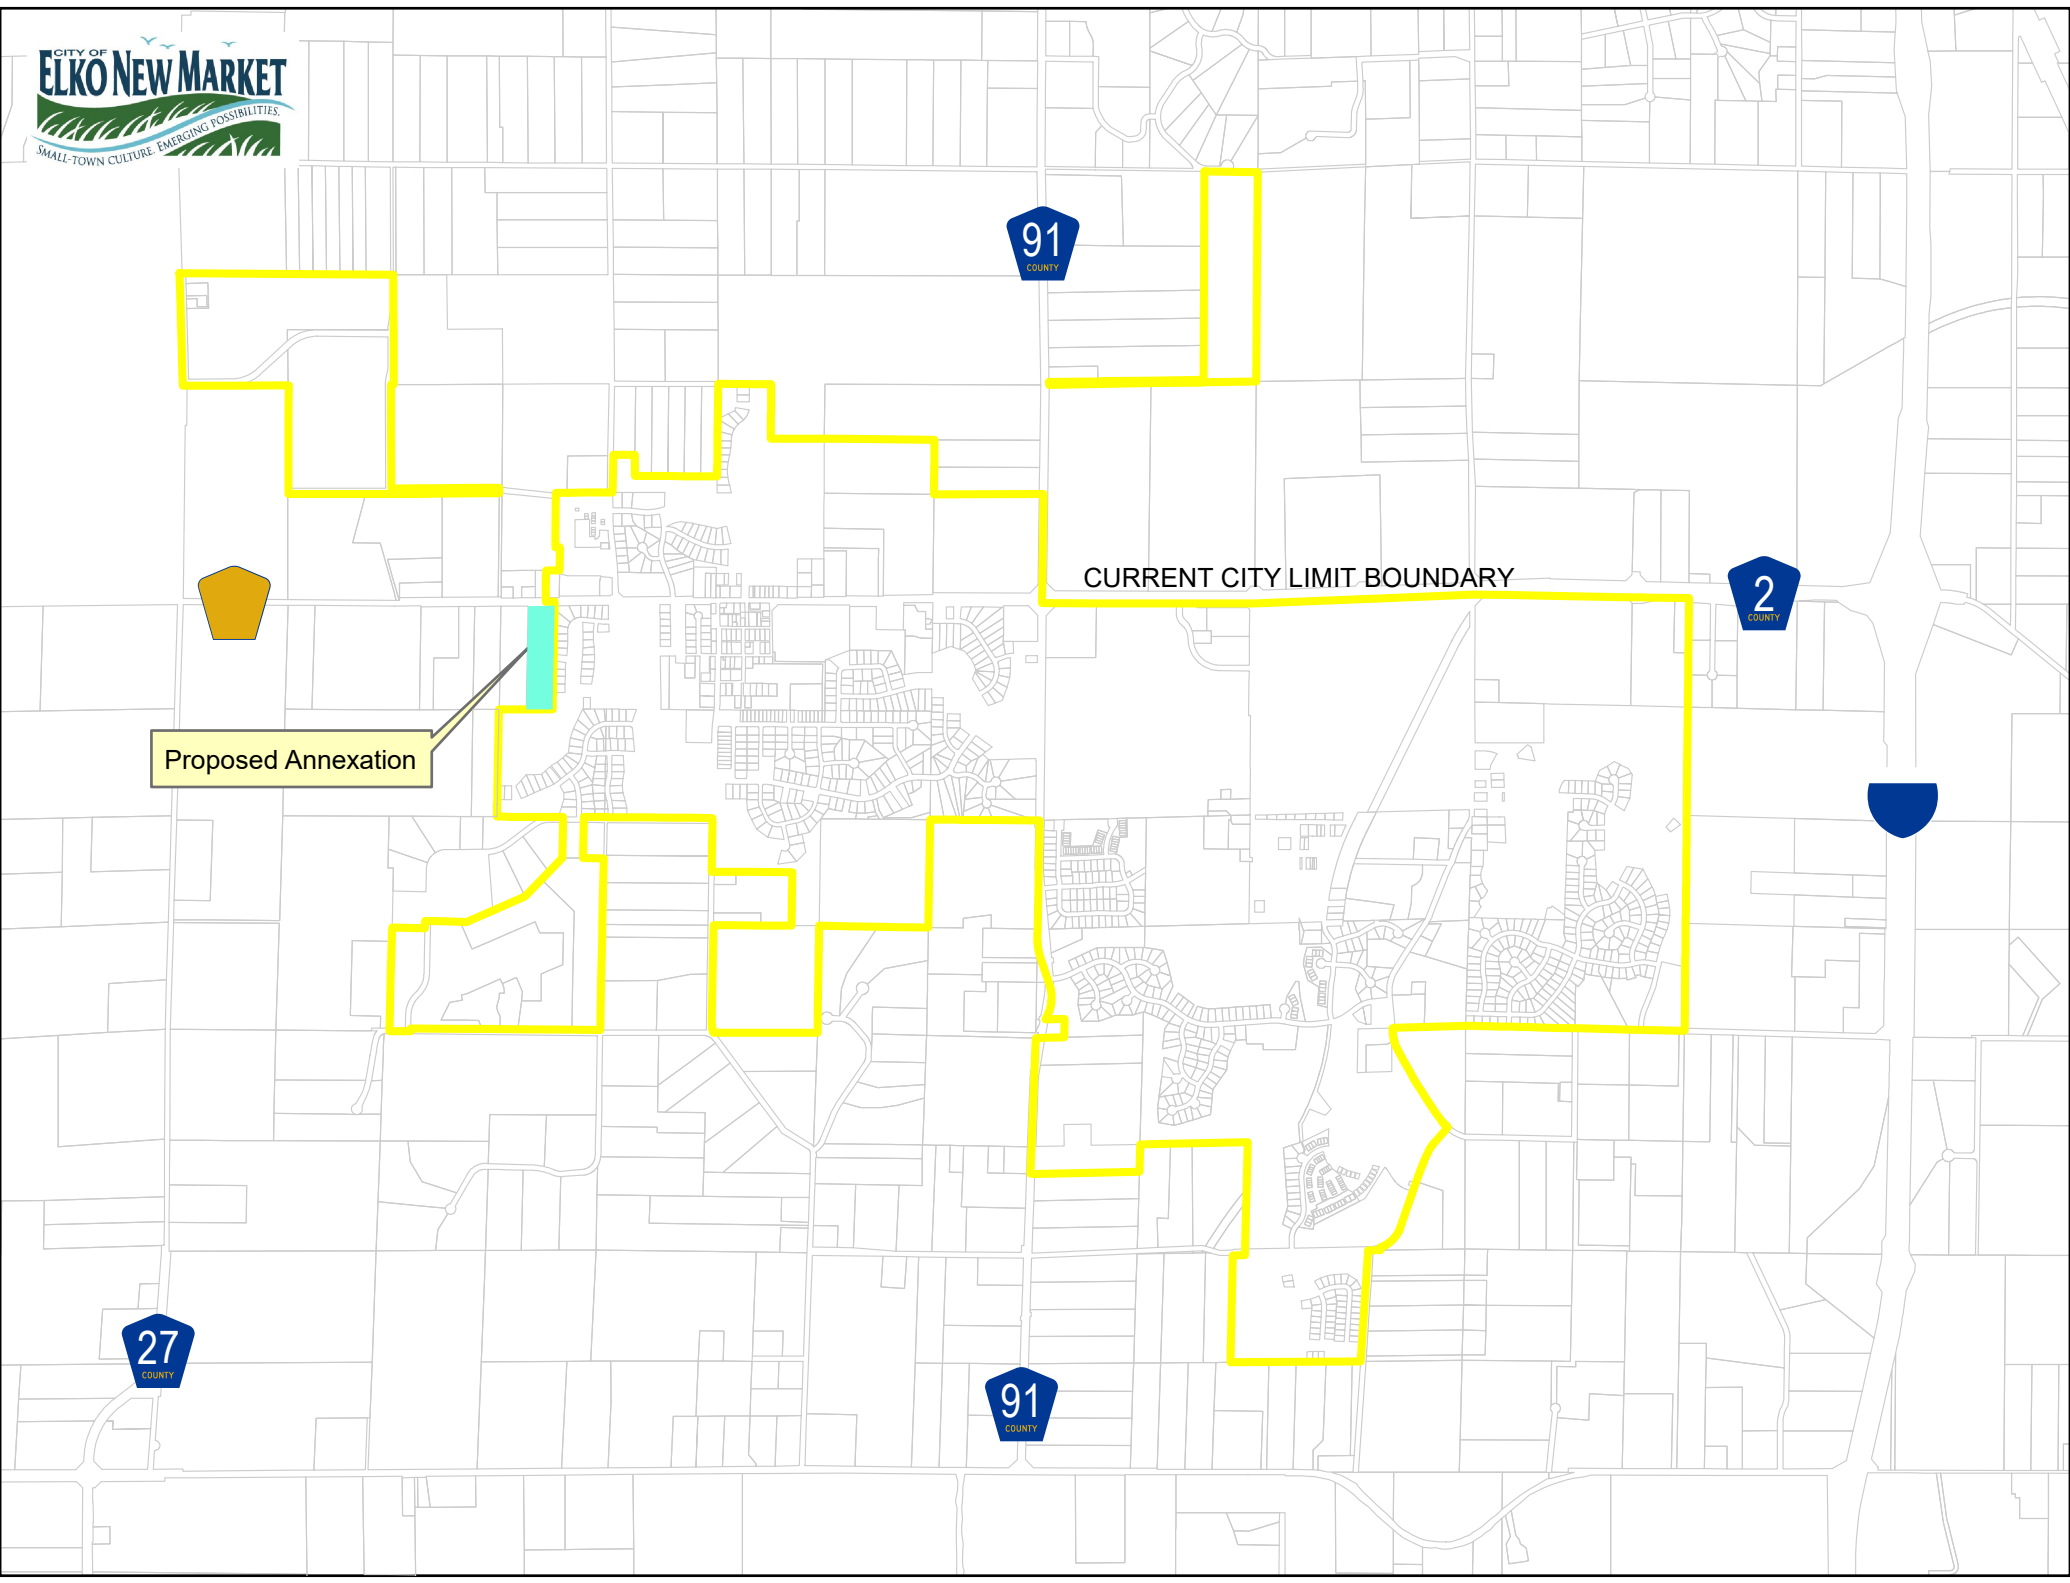 CITY OF
ELKO NEW MARKET
SMALL-TOWN CULTURE. EMERGING POSSIBILITIES.
91
COUNTY
CURRENT CITY LIMIT BOUNDARY
2
COUNTY
Proposed Annexation
27
COUNTY
91
COUNTY